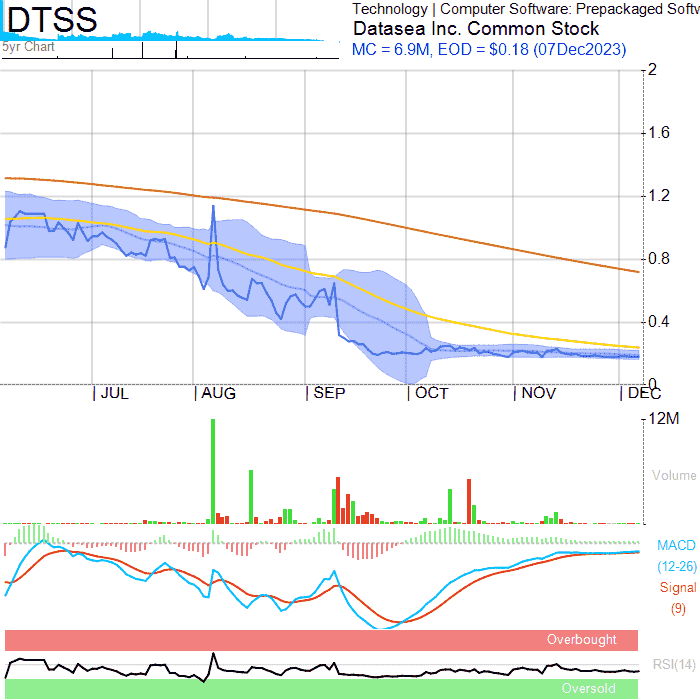 DTSS
Technology | Computer Software: Prepackaged Softw
Datasea Inc. Common Stock
5yr Chart
MC = 6.9M, EOD = $0.18 (07Dec2023)
2
1.6
1.2
0.8
0.4
0
JUL AUG SEP OCT NOV DEC
12M
Volume
MACD
(12-26)
Signal
(9)
Overbought
RSI(14)
Oversold